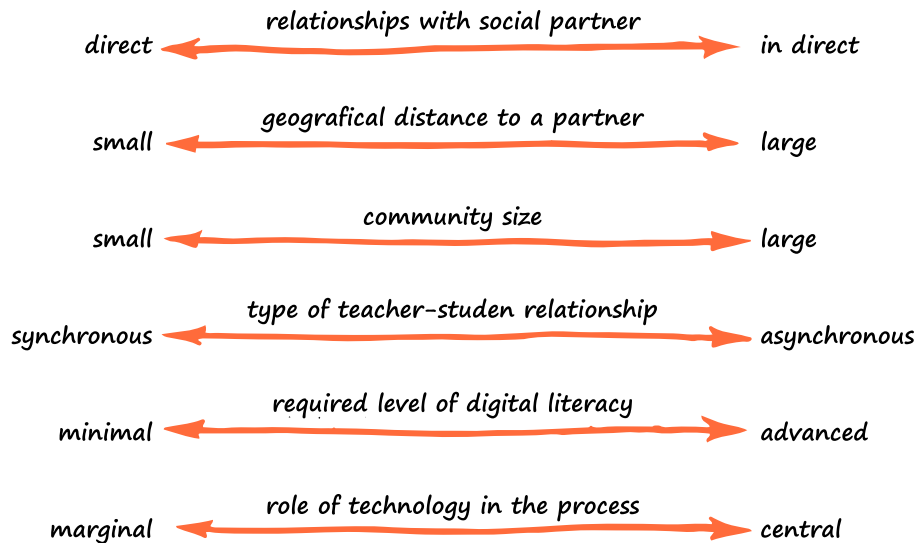 relationships with social partner
direct in direct
geografical distance to a partner
small large
community size
small large
type of teacher-studen relationship
synchronous asynchronous
required level of digital literacy
minimal advanced
role of technology in the process
marginal central